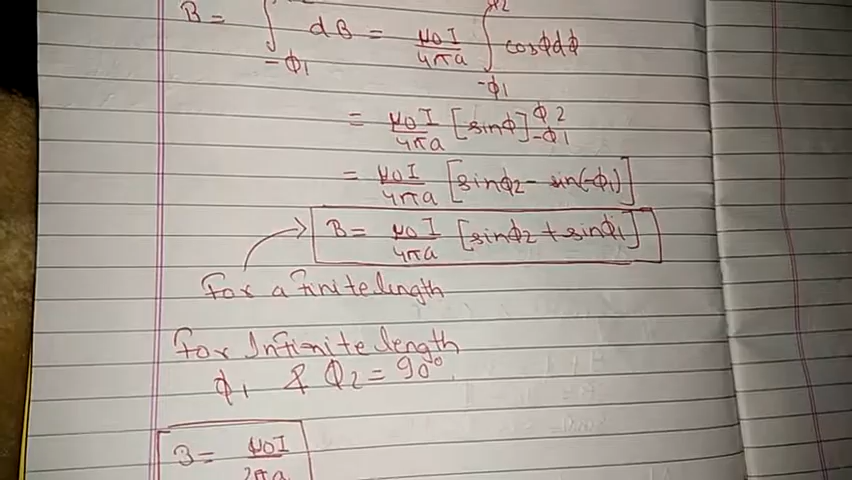 B = ∫_{-ϕ1} dB = μ0I/4πa ∫_{-ϕ1}^{ϕ2} cosϕdϕ
= μ0I/4πa [sinϕ]_{-ϕ1}^{ϕ2}
= μ0I/4πa [sinϕ2 - sin(-ϕ1)]
B = μ0I/4πa [sinϕ2 + sinϕ1]
For a finite length
For Infinite length
ϕ1 & ϕ2 = 90°
B = μ0I/2πa